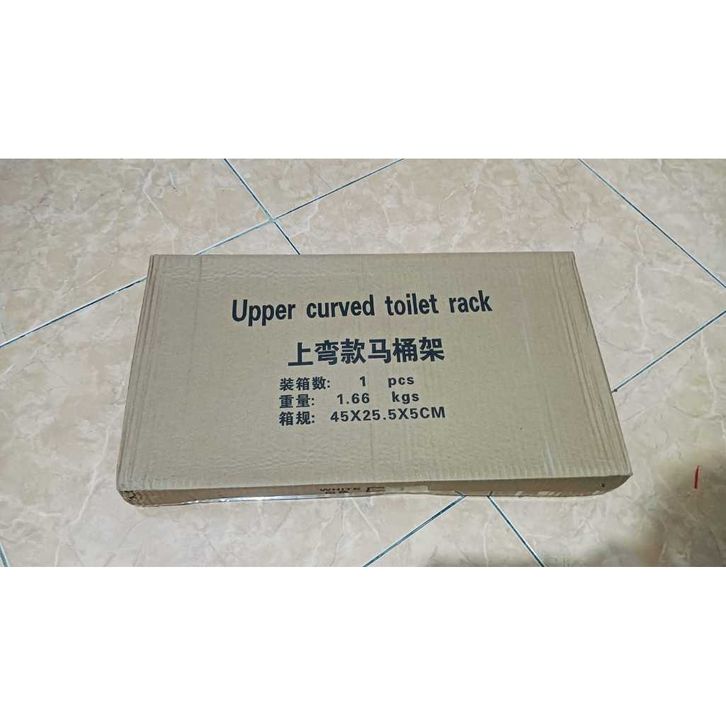 Upper curved toilet rack
上弯款马桶架
装箱数: 1 pcs
重量: 1.66 kgs
箱规: 45X25.5X5CM
WHITE